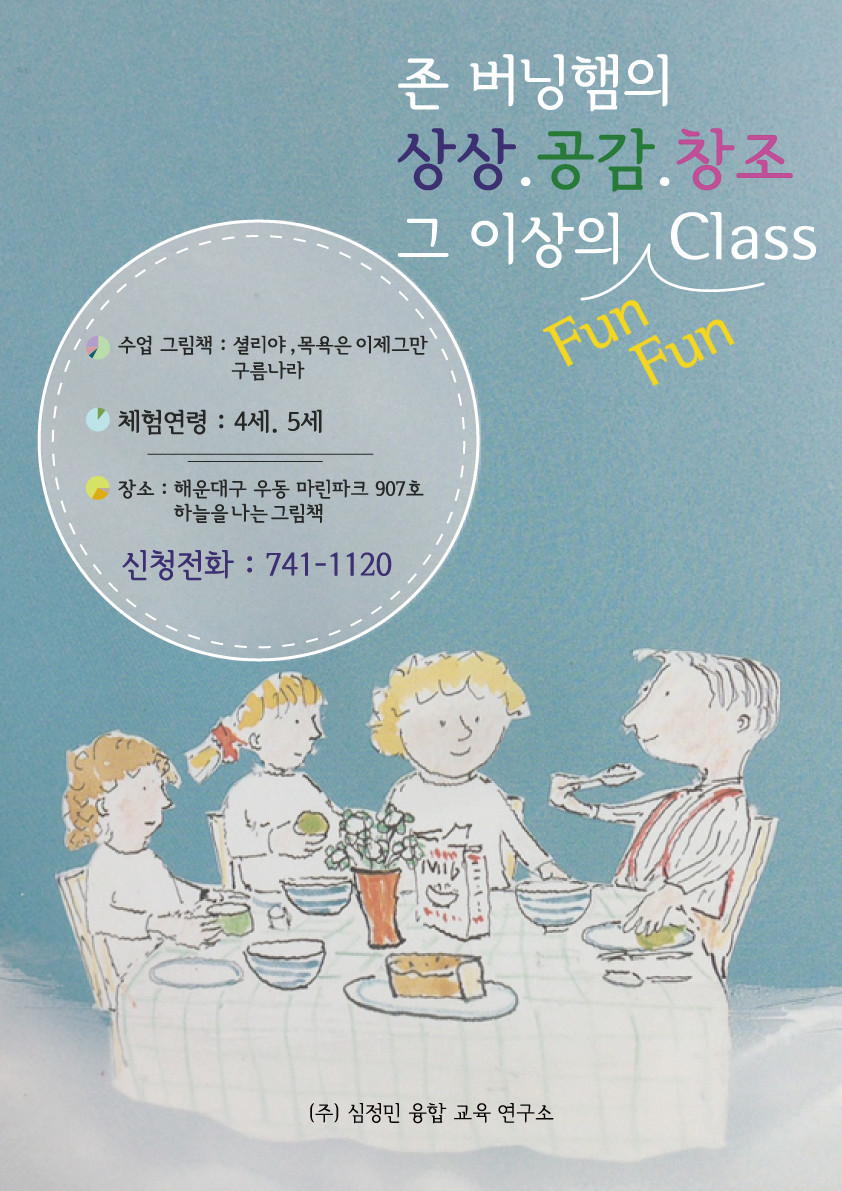 존 버닝햄의
상상.공감.창조
그 이상의 Class
Fun
Fun
수업 그림책 : 셜리야,목욕은 이제그만
구름나라
체험연령 : 4세. 5세
장소 : 해운대구 우동 마린파크 907호
하늘을 나는 그림책
신청전화 : 741-1120
(주) 심정민 융합 교육 연구소